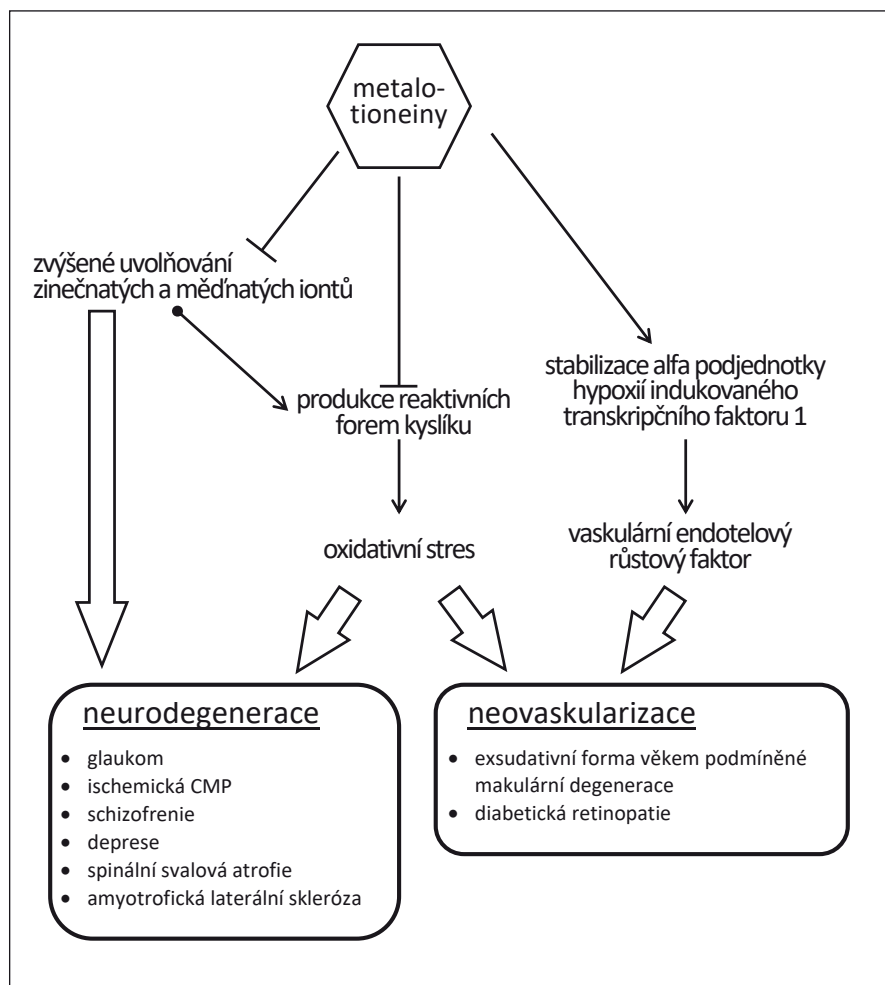 metalo-
tioneiny
zvýšené uvolňování
zinečnatých a měďnatých iontů
stabilizace alfa podjednotky
hypoxií indukovaného
transkripčního faktoru 1
produkce reaktivních
forem kyslíku
oxidativní stres
vaskulární endotelový
růstový faktor
neurodegenerace
• glaukom
• ischemická CMP
• schizofrenie
• deprese
• spinální svalová atrofie
• amyotrofická laterální skleróza
neovaskularizace
• exsudativní forma věkem podmíněné
makulární degenerace
• diabetická retinopatie